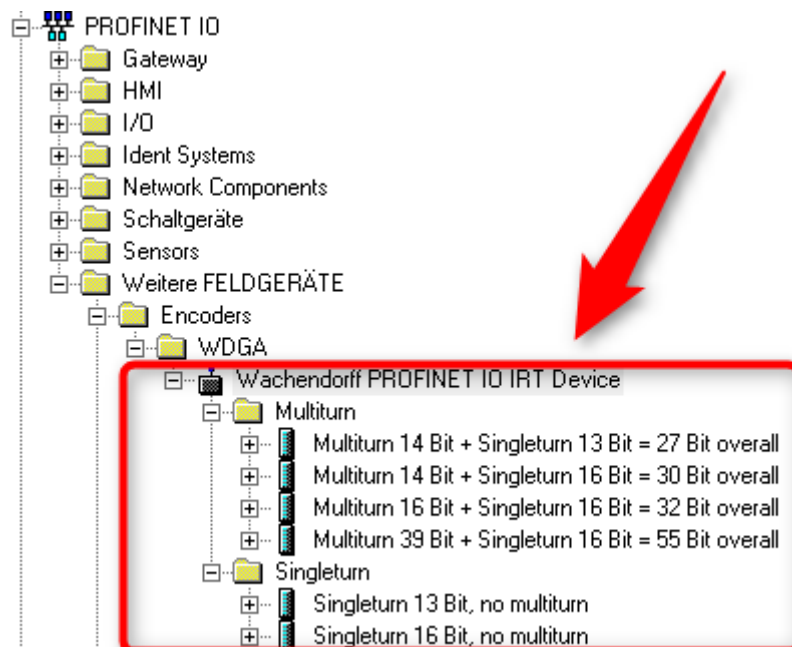 PROFINET IO
Gateway
HMI
I/O
Ident Systems
Network Components
Schaltgeräte
Sensors
Weitere FELDGERÄTE
Encoders
WDGA
Wachendorff PROFINET IO IRT Device
Multiturn
Multiturn 14 Bit + Singleturn 13 Bit = 27 Bit overall
Multiturn 14 Bit + Singleturn 16 Bit = 30 Bit overall
Multiturn 16 Bit + Singleturn 16 Bit = 32 Bit overall
Multiturn 39 Bit + Singleturn 16 Bit = 55 Bit overall
Singleturn
Singleturn 13 Bit, no multiturn
Singleturn 16 Bit, no multiturn